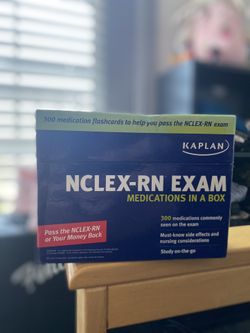 300 medication flashcards to help you pass the NCLEX-RN exam
KAPLAN
NCLEX-RN EXAM
MEDICATIONS IN A BOX
300 medications commonly
seen on the exam
Must-know side effects and
nursing considerations
Study-on-the-go
Pass the NCLEX-RN
or Your Money Back